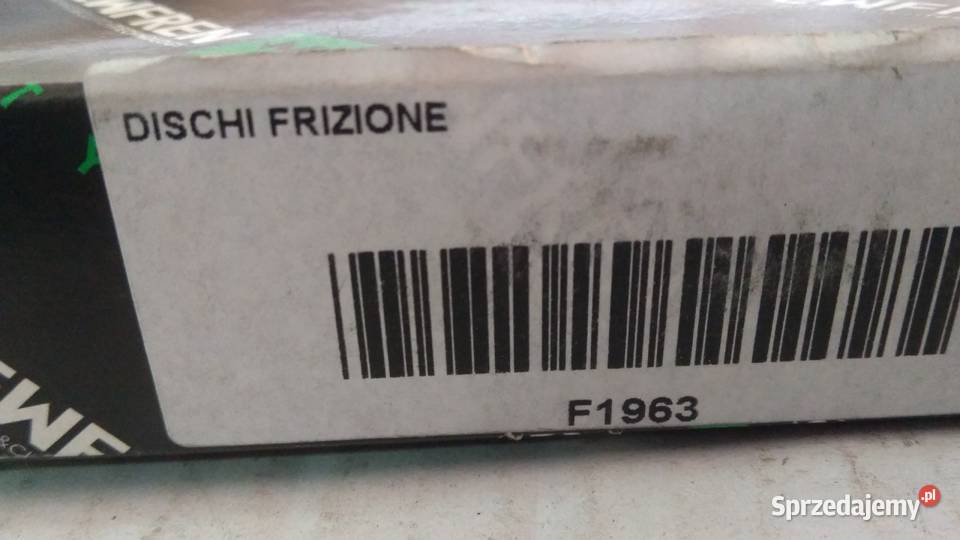 DISCHI FRIZIONE
F1963
Sprzedajemy.pl